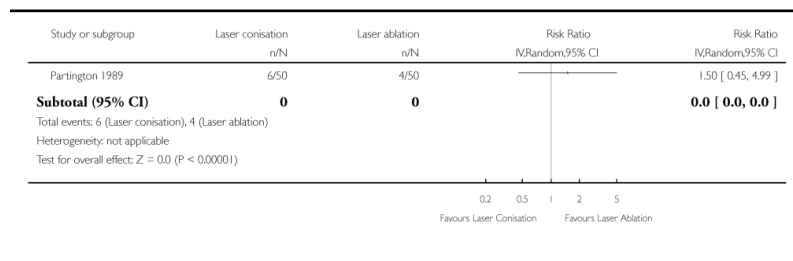 Study or subgroup Laser conisation Laser ablation Risk Ratio Risk Ratio
n/N n/N IV,Random,95% CI IV,Random,95% CI
Partington 1989 6/50 4/50 1.50 [ 0.45, 4.99 ]
Subtotal (95% CI) 0 0 0.0 [ 0.0, 0.0 ]
Total events: 6 (Laser conisation), 4 (Laser ablation)
Heterogeneity: not applicable
Test for overall effect: Z = 0.0 (P < 0.00001)
0.2 0.5 1 2 5
Favours Laser Conisation Favours Laser Ablation